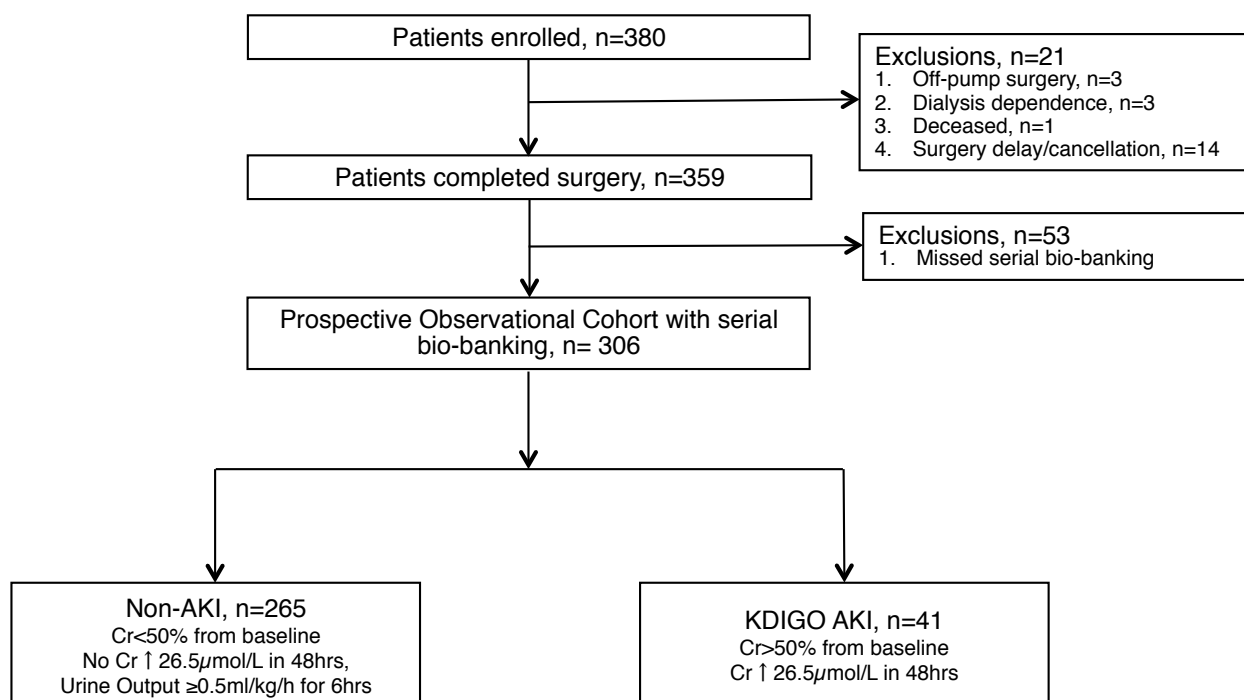 Patients enrolled, n=380
Exclusions, n=21
1. Off-pump surgery, n=3
2. Dialysis dependence, n=3
3. Deceased, n=1
4. Surgery delay/cancellation, n=14
Patients completed surgery, n=359
Exclusions, n=53
1. Missed serial bio-banking
Prospective Observational Cohort with serial
bio-banking, n= 306
Non-AKI, n=265
Cr<50% from baseline
No Cr ↑ 26.5µmol/L in 48hrs,
Urine Output ≥0.5ml/kg/h for 6hrs
KDIGO AKI, n=41
Cr>50% from baseline
Cr ↑ 26.5µmol/L in 48hrs